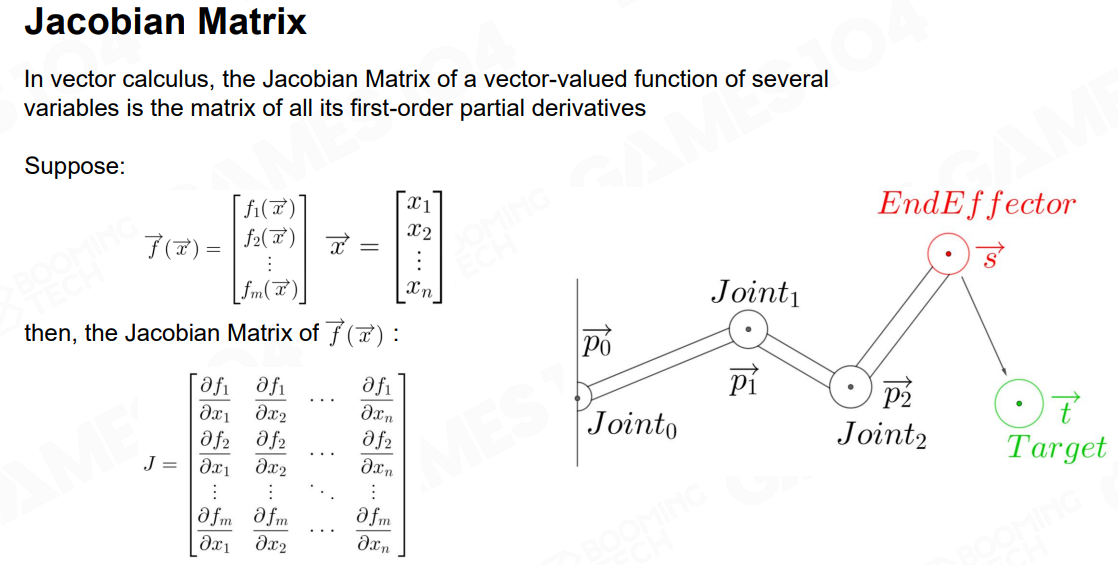 Jacobian Matrix
In vector calculus, the Jacobian Matrix of a vector-valued function of several
variables is the matrix of all its first-order partial derivatives
Suppose:
$\vec{f}(\vec{x}) = \begin{bmatrix} f_1(\vec{x}) \\ f_2(\vec{x}) \\ \vdots \\ f_m(\vec{x}) \end{bmatrix} \quad \vec{x} = \begin{bmatrix} x_1 \\ x_2 \\ \vdots \\ x_n \end{bmatrix}$
then, the Jacobian Matrix of $\vec{f}(\vec{x})$ :
$J = \begin{bmatrix} \frac{\partial f_1}{\partial x_1} & \frac{\partial f_1}{\partial x_2} & \cdots & \frac{\partial f_1}{\partial x_n} \\ \frac{\partial f_2}{\partial x_1} & \frac{\partial f_2}{\partial x_2} & \cdots & \frac{\partial f_2}{\partial x_n} \\ \vdots & \vdots & \ddots & \vdots \\ \frac{\partial f_m}{\partial x_1} & \frac{\partial f_m}{\partial x_2} & \cdots & \frac{\partial f_m}{\partial x_n} \end{bmatrix}$
EndEffector
$\vec{s}$
$Joint_1$
$\vec{p_0}$
$\vec{p_1}$
$\vec{p_2}$
$Joint_0$
$Joint_2$
$\vec{t}$
Target
GAMES104
BOOMING
TECH